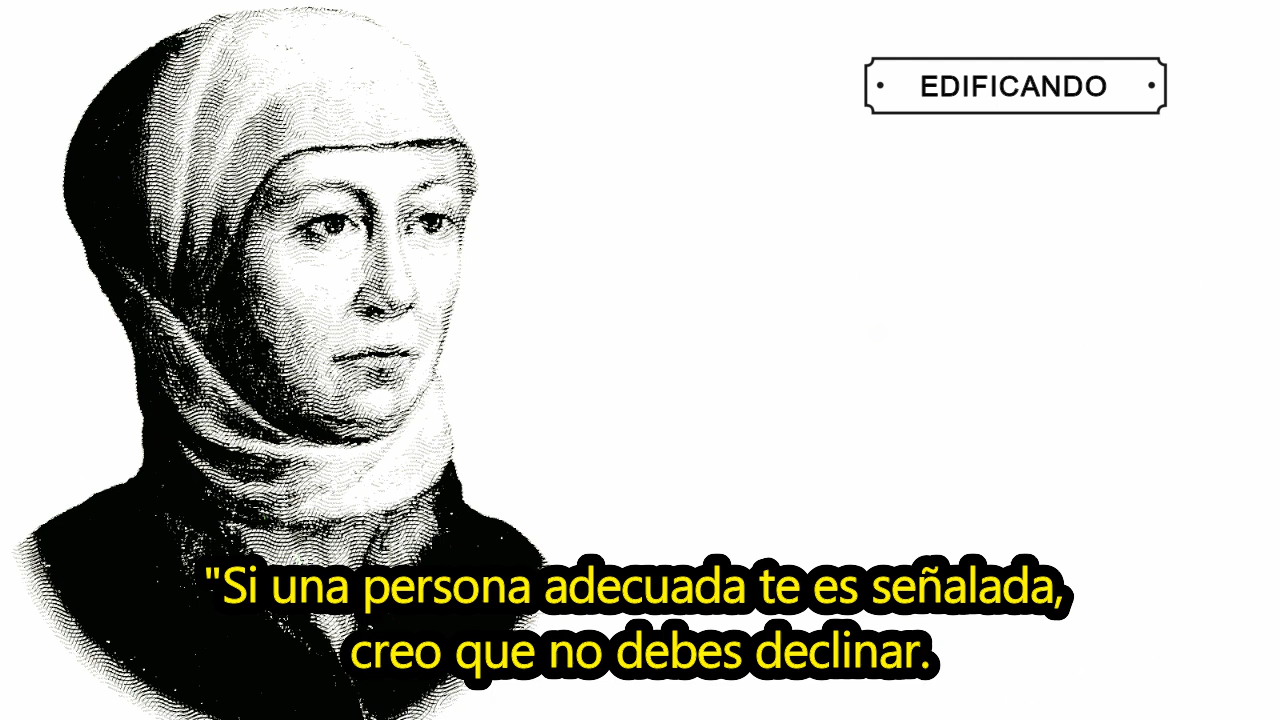 EDIFICANDO
"Si una persona adecuada te es señalada,
creo que no debes declinar.